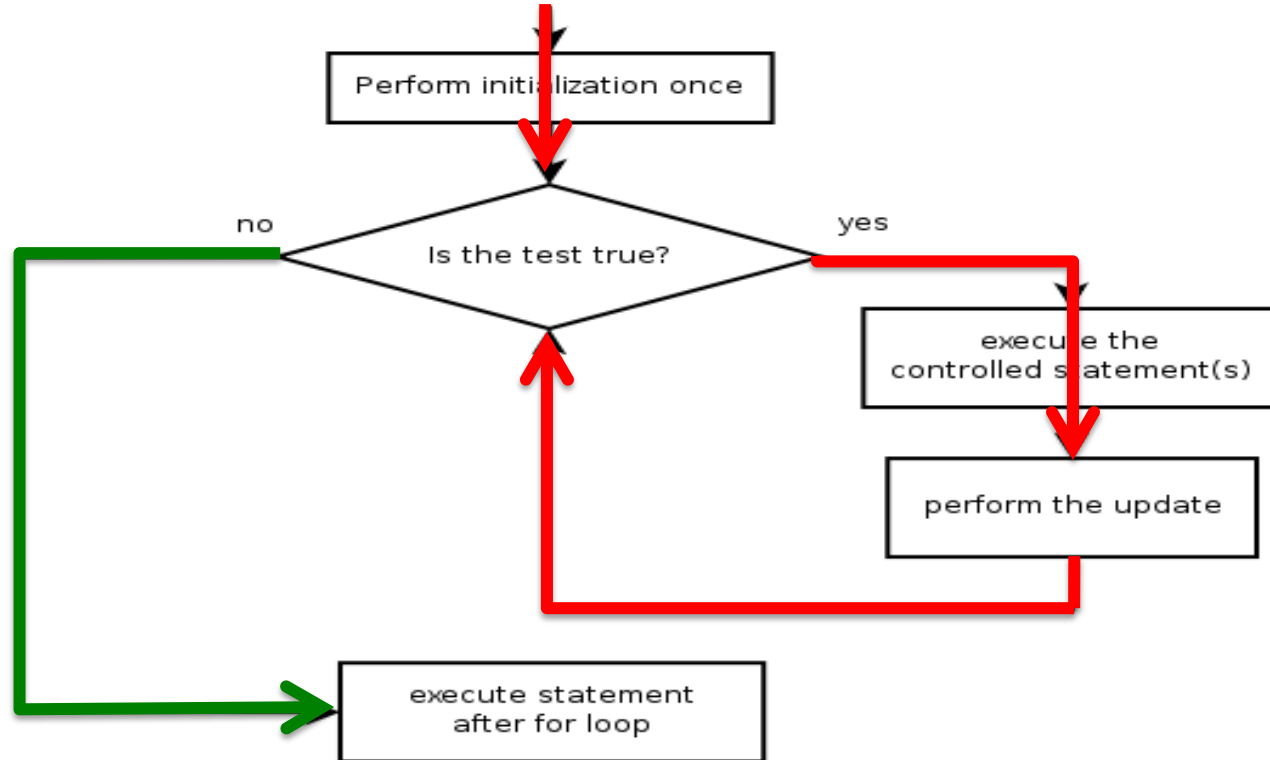 Perform initialization once
no
Is the test true?
yes
execute the
controlled statement(s)
perform the update
execute statement
after for loop